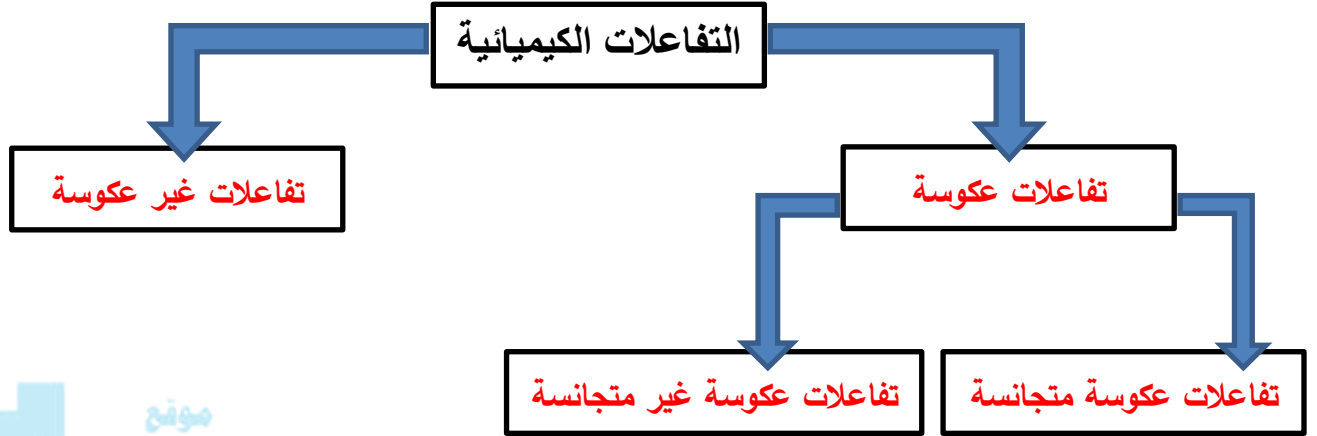 التفاعلات الكيميائية
تفاعلات عكوسة
تفاعلات غير عكوسة
تفاعلات عكوسة متجانسة
تفاعلات عكوسة غير متجانسة
موقع